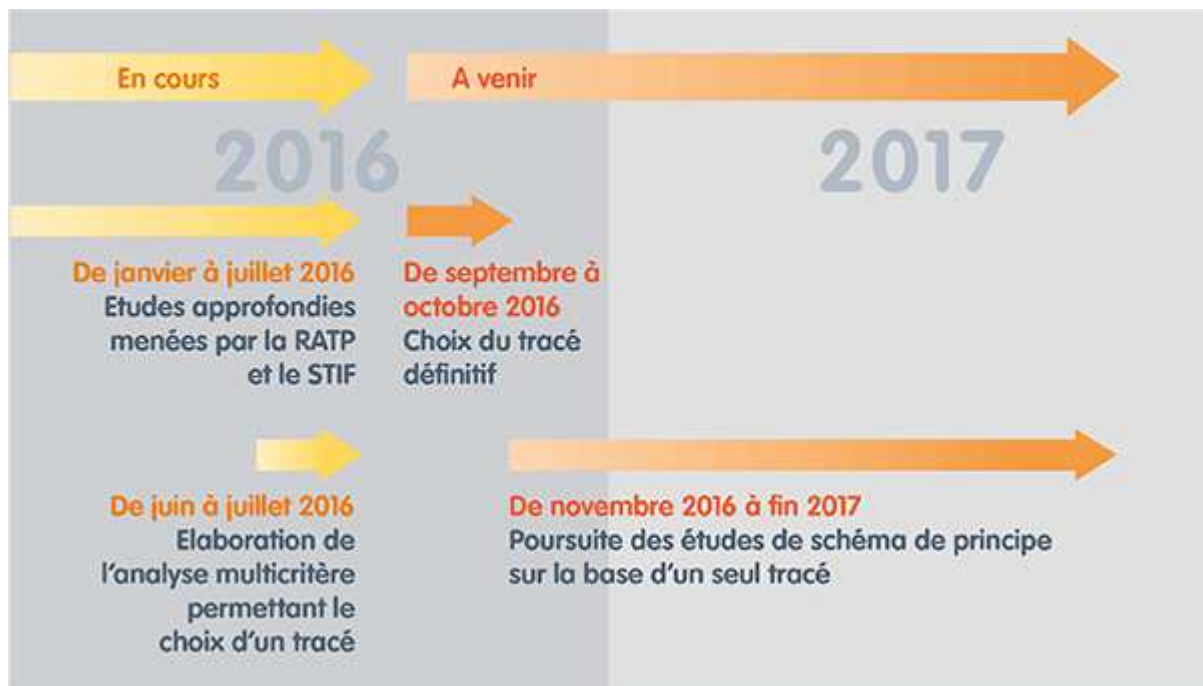 En cours
A venir
2016
2017
De janvier à juillet 2016
Etudes approfondies
menées par la RATP
et le STIF
De septembre à
octobre 2016
Choix du tracé
définitif
De juin à juillet 2016
Elaboration de
l'analyse multicritère
permettant le
choix d'un tracé
De novembre 2016 à fin 2017
Poursuite des études de schéma de principe
sur la base d'un seul tracé